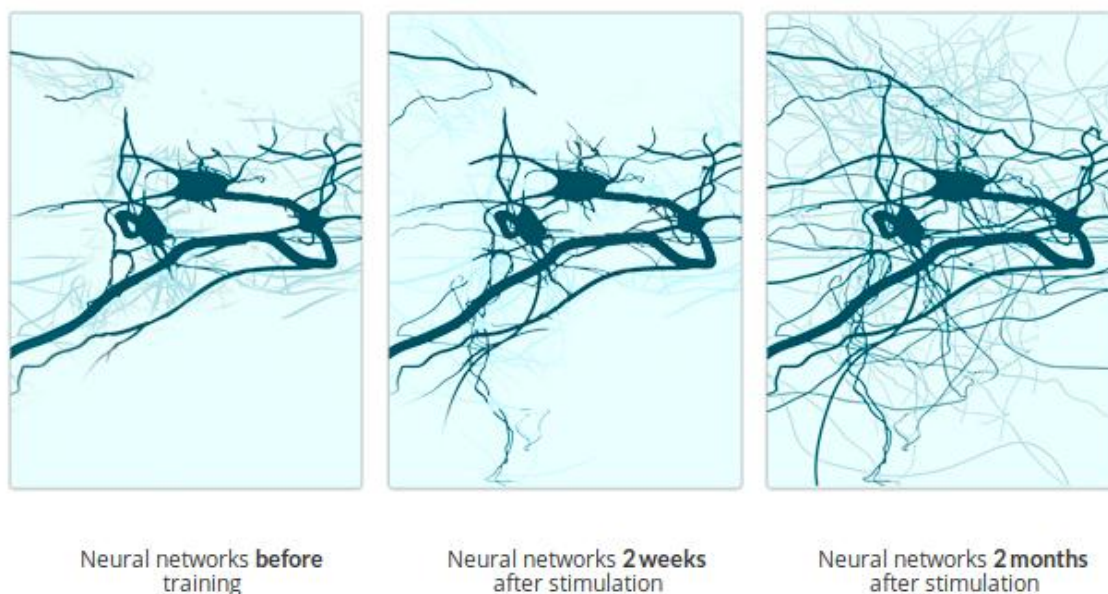 Neural networks before
training
Neural networks 2 weeks
after stimulation
Neural networks 2 months
after stimulation